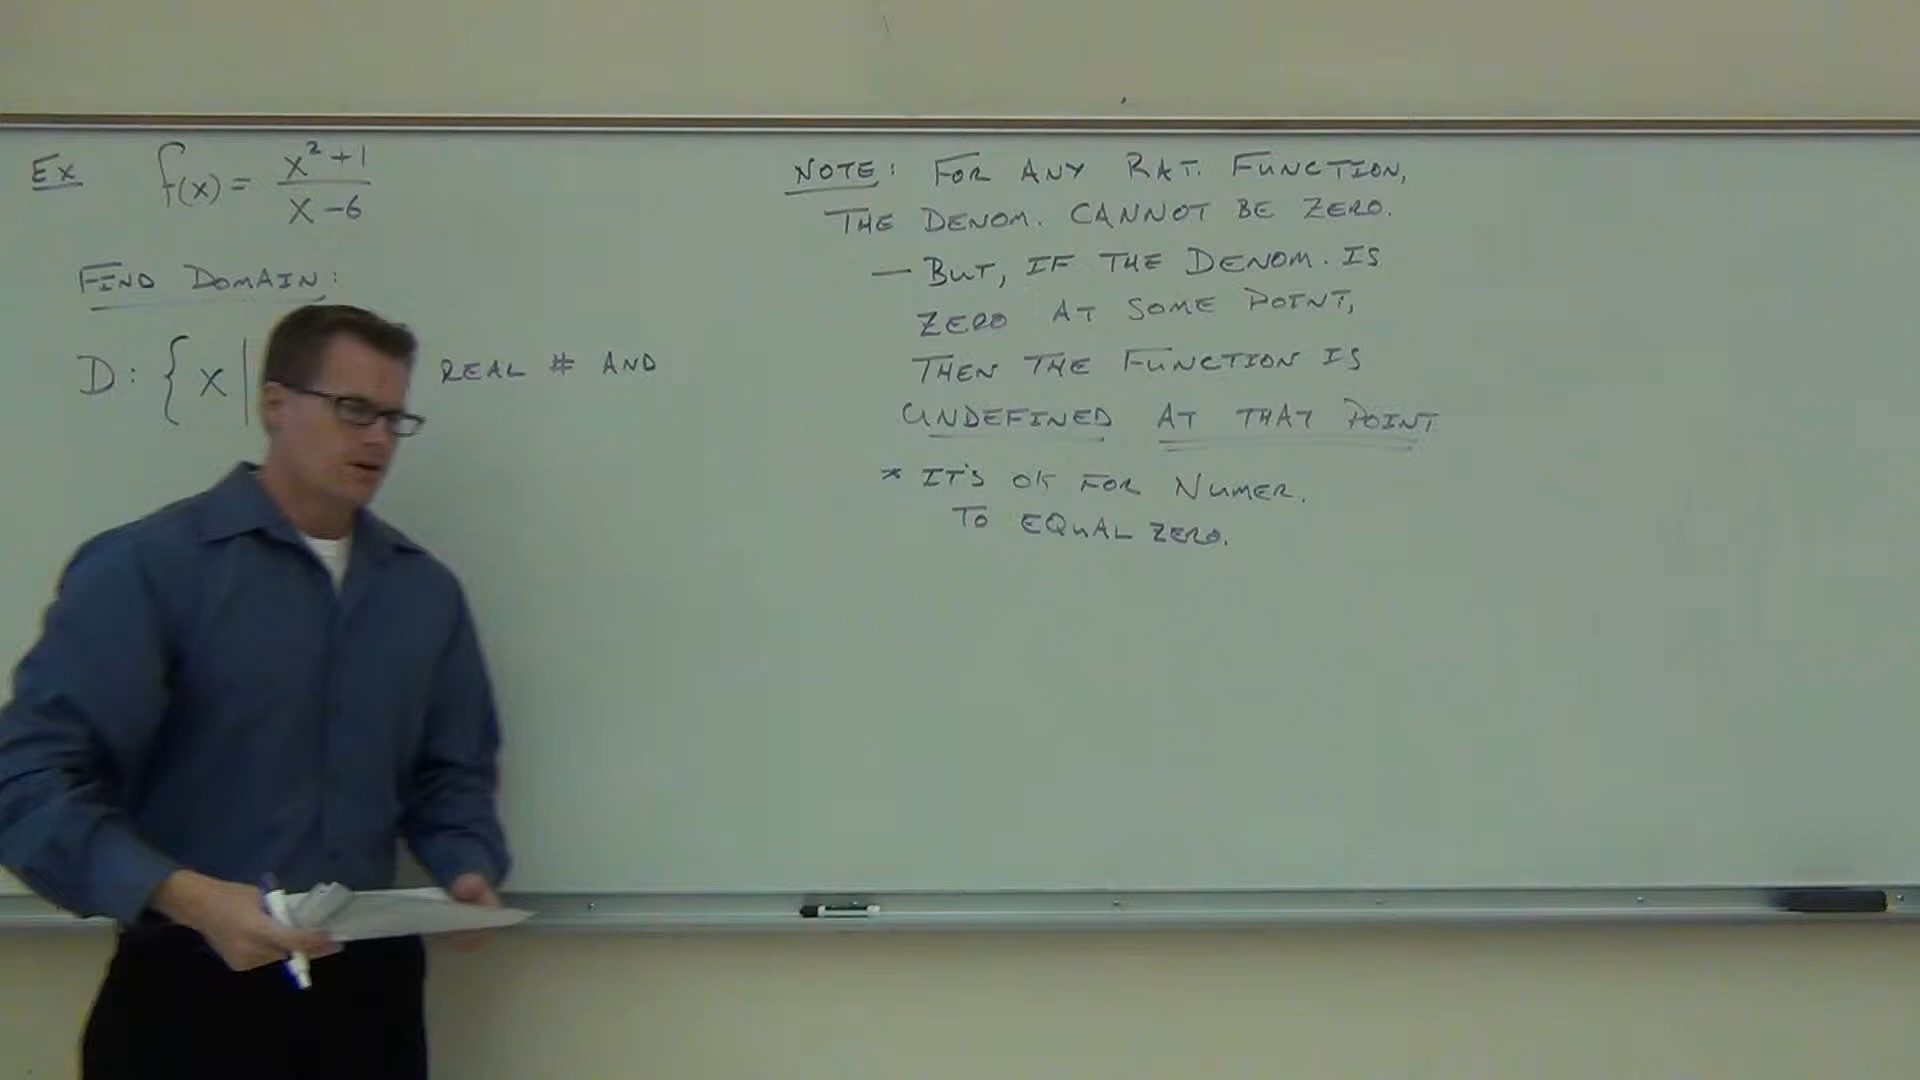 Ex f(x) = x²+1 / x-6
FIND DOMAIN:
D: { x | REAL # AND
NOTE: FOR ANY RAT. FUNCTION,
THE DENOM. CANNOT BE ZERO.
— BUT, IF THE DENOM. IS
ZERO AT SOME POINT,
THEN THE FUNCTION IS
UNDEFINED AT THAT POINT
* IT'S OK FOR NUMER.
TO EQUAL ZERO.